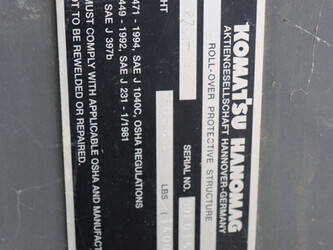 KOMATSU HANOMAG
AKTIENGESELLSCHAFT HANNOVER-GERMANY
ROLL-OVER PROTECTIVE STRUCTURE
SERIAL NO.
LBS
GHT
471 - 1994, SAE J 1040C, OSHA REGULATIONS
449 - 1992, SAE J 231 - 1/1981
SAE J 397b
MUST COMPLY WITH APPLICABLE OSHA AND MANUFACT
OT TO BE REWELDED OR REPAIRED.